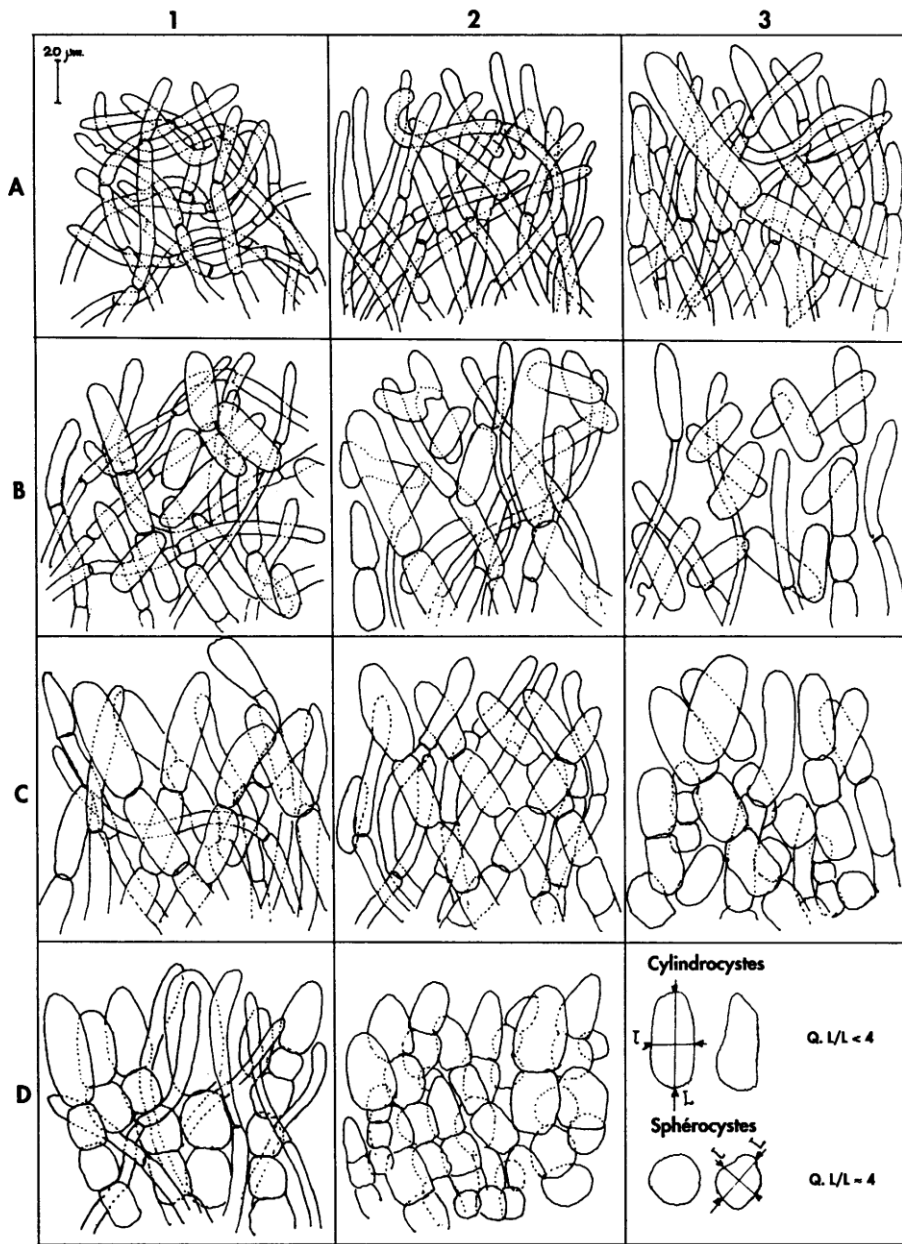 1 2 3
20 µm.
A
B
C
D
Cylindrocystes
l
Q. L/L < 4
L
Sphérocystes
l L
Q. L/L ≈ 4